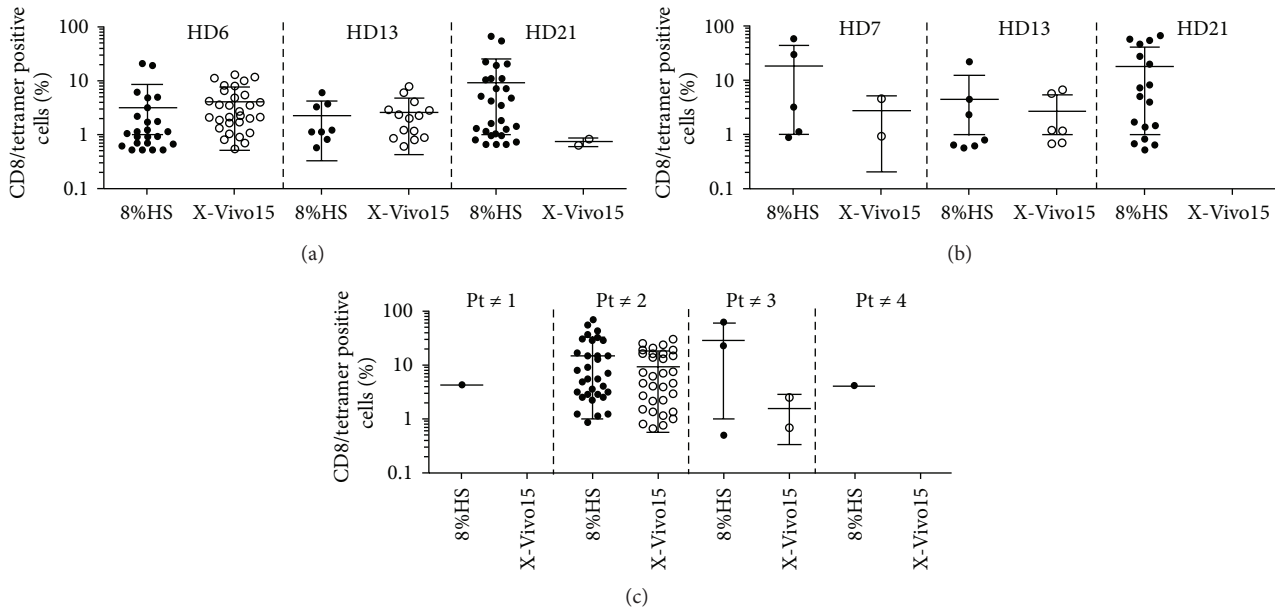 HD6 HD13 HD21
CD8/tetramer positive
cells (%)
100
10
1
0.1
8%HS X-Vivo15 8%HS X-Vivo15 8%HS X-Vivo15
(a)
HD7 HD13 HD21
CD8/tetramer positive
cells (%)
100
10
1
0.1
8%HS X-Vivo15 8%HS X-Vivo15 8%HS X-Vivo15
(b)
Pt ≠ 1 Pt ≠ 2 Pt ≠ 3 Pt ≠ 4
CD8/tetramer positive
cells (%)
100
10
1
0.1
8%HS
X-Vivo15
8%HS
X-Vivo15
8%HS
X-Vivo15
8%HS
X-Vivo15
(c)